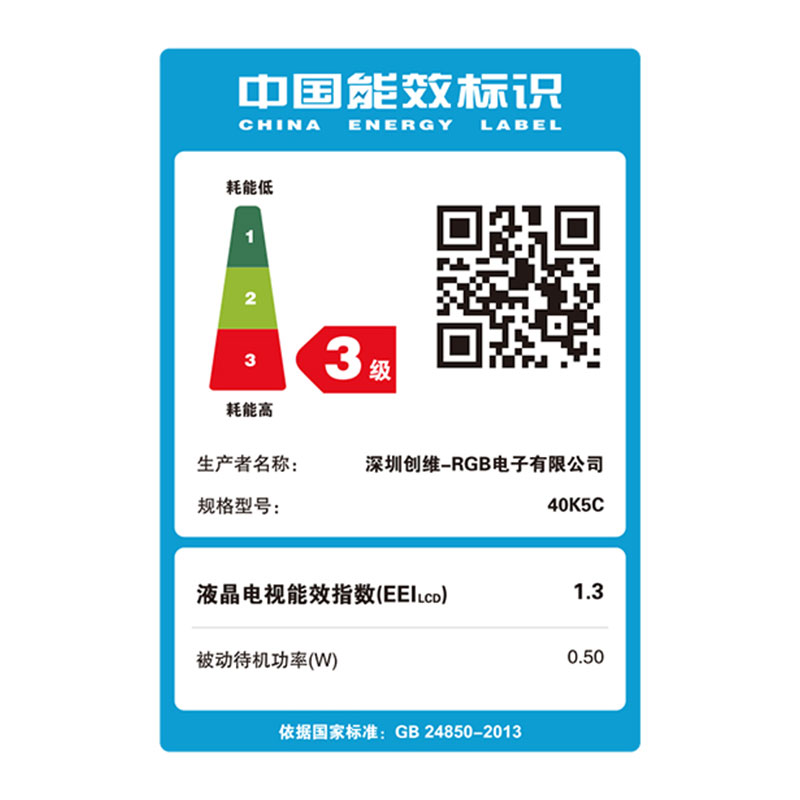 中国能效标识
CHINA ENERGY LABEL
耗能低
1
2
3
3级
耗能高
生产者名称： 深圳创维-RGB电子有限公司
规格型号： 40K5C
液晶电视能效指数(EEILCD) 1.3
被动待机功率(W) 0.50
依据国家标准：GB 24850-2013